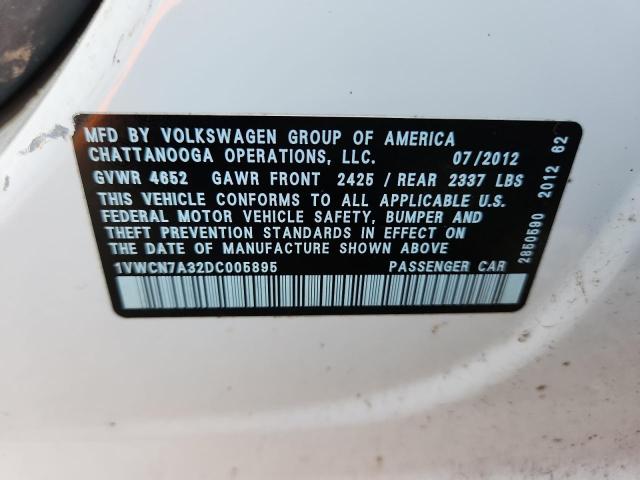 MFD BY VOLKSWAGEN GROUP OF AMERICA
CHATTANOOGA OPERATIONS, LLC. 07/2012
GVWR 4652 GAWR FRONT 2425 / REAR 2337 LBS
THIS VEHICLE CONFORMS TO ALL APPLICABLE U.S.
FEDERAL MOTOR VEHICLE SAFETY, BUMPER AND
THEFT PREVENTION STANDARDS IN EFFECT ON
THE DATE OF MANUFACTURE SHOWN ABOVE
1VWCN7A32DC005895 PASSENGER CAR
2850590 2012 82